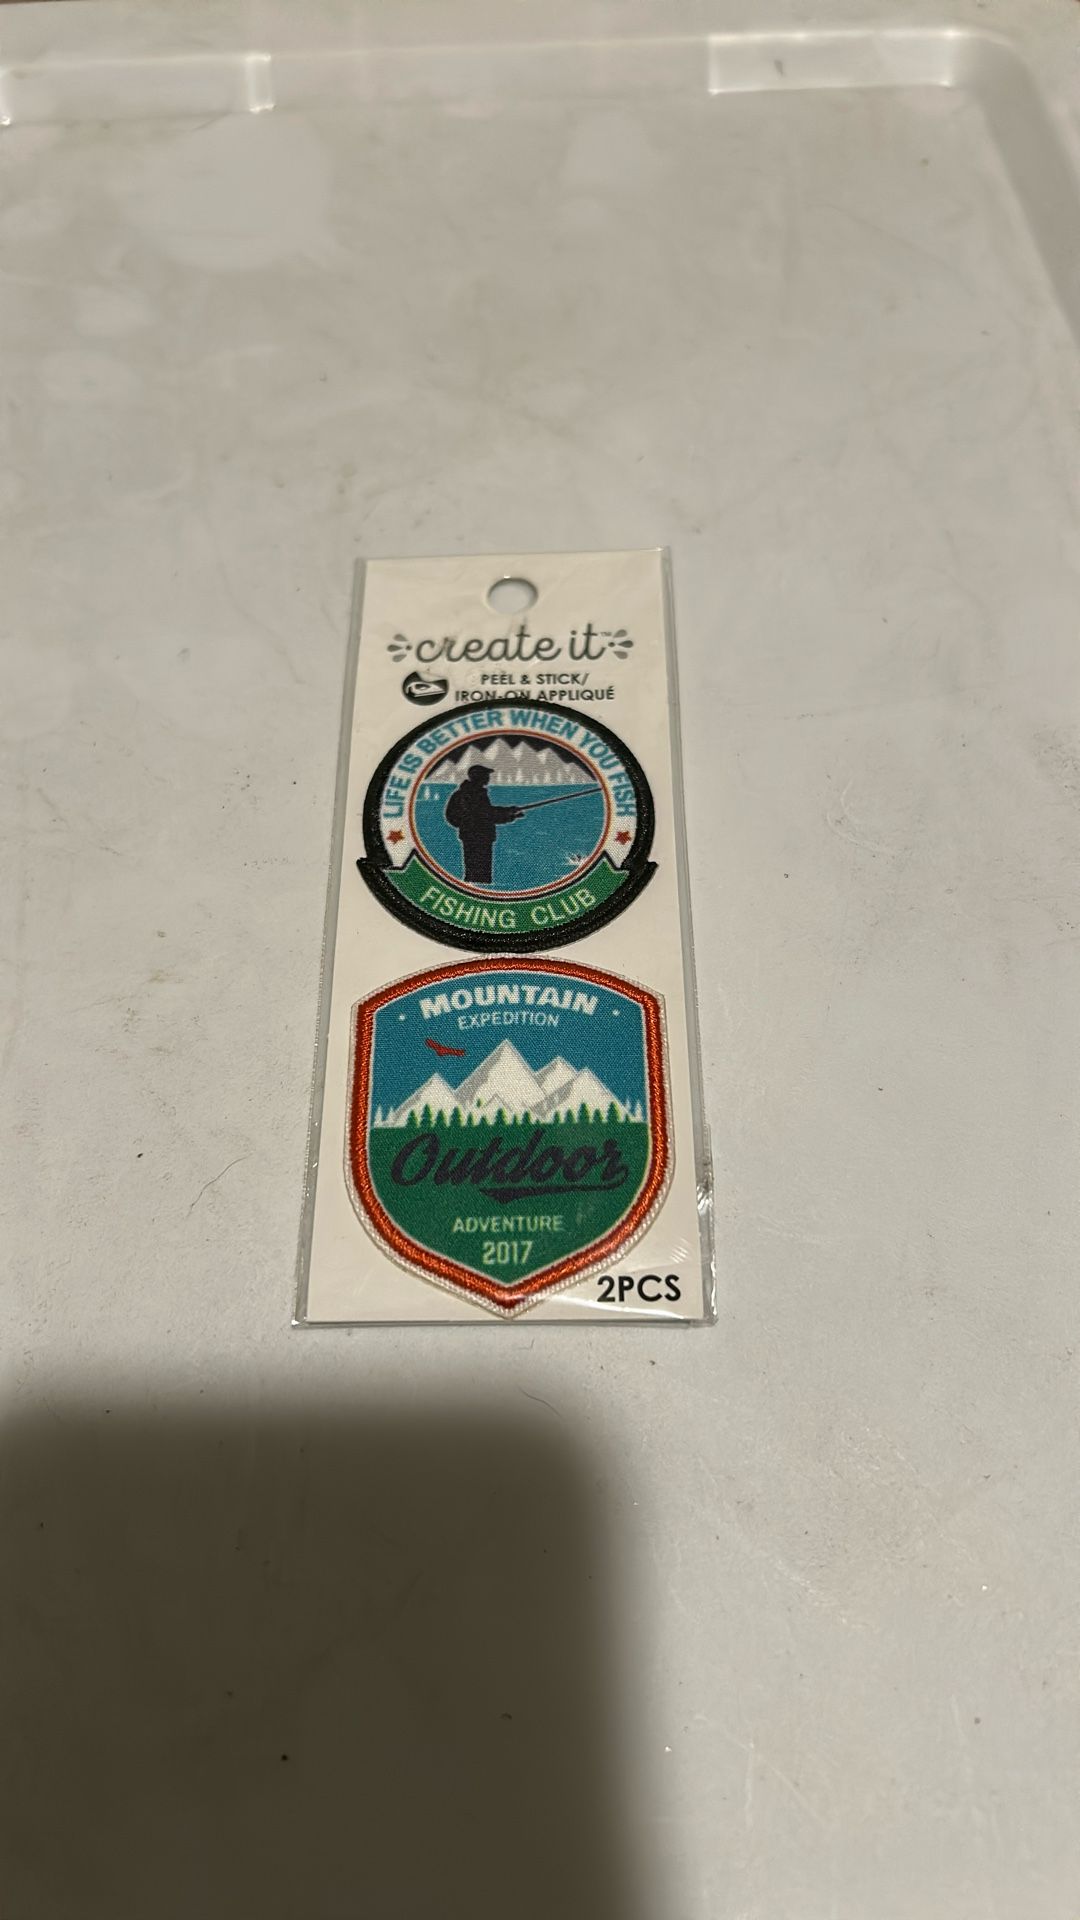 create it™
PEEL & STICK/
IRON-ON APPLIQUÉ
LIFE IS BETTER WHEN YOU FISH
FISHING CLUB
• MOUNTAIN •
EXPEDITION
Outdoor
ADVENTURE
2017
2PCS